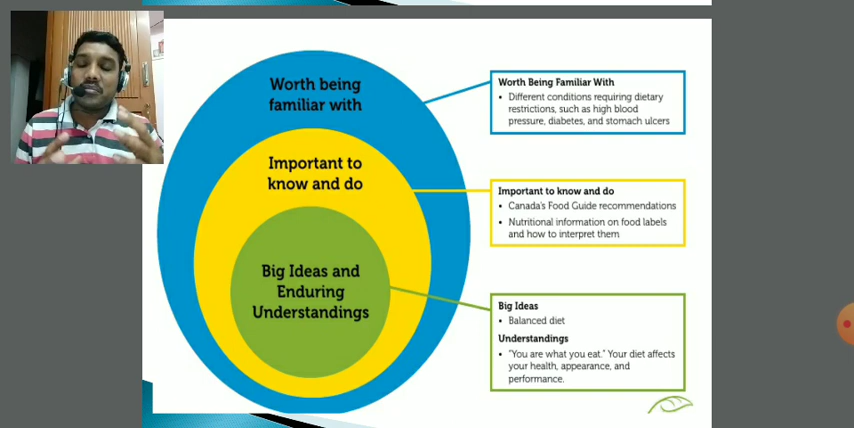 Worth being
familiar with
Important to
know and do
Big Ideas and
Enduring
Understandings
Worth Being Familiar With
• Different conditions requiring dietary
restrictions, such as high blood
pressure, diabetes, and stomach ulcers
Important to know and do
• Canada's Food Guide recommendations
• Nutritional information on food labels
and how to interpret them
Big Ideas
• Balanced diet
Understandings
• "You are what you eat." Your diet affects
your health, appearance, and
performance.